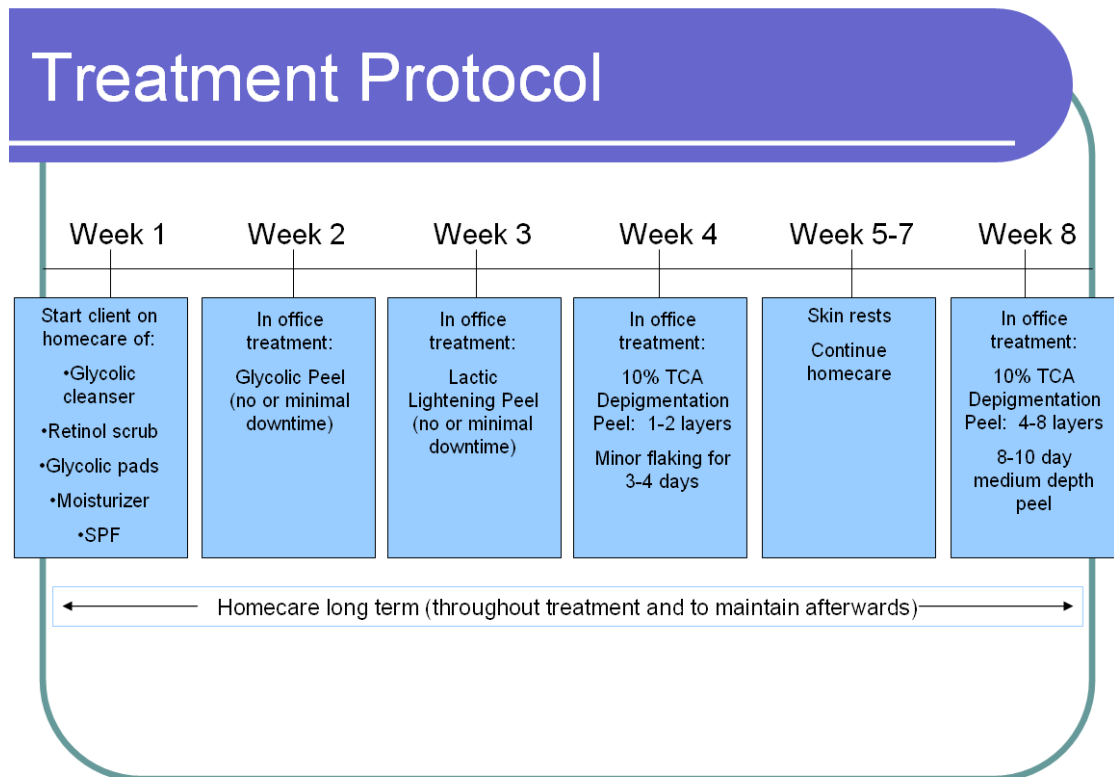 Treatment Protocol
Week 1
Week 2
Week 3
Week 4
Week 5-7
Week 8
Start client on
homecare of:
•Glycolic
cleanser
•Retinol scrub
•Glycolic pads
•Moisturizer
•SPF
In office
treatment:
Glycolic Peel
(no or minimal
downtime)
In office
treatment:
Lactic
Lightening Peel
(no or minimal
downtime)
In office
treatment:
10% TCA
Depigmentation
Peel: 1-2 layers
Minor flaking for
3-4 days
Skin rests
Continue
homecare
In office
treatment:
10% TCA
Depigmentation
Peel: 4-8 layers
8-10 day
medium depth
peel
Homecare long term (throughout treatment and to maintain afterwards)